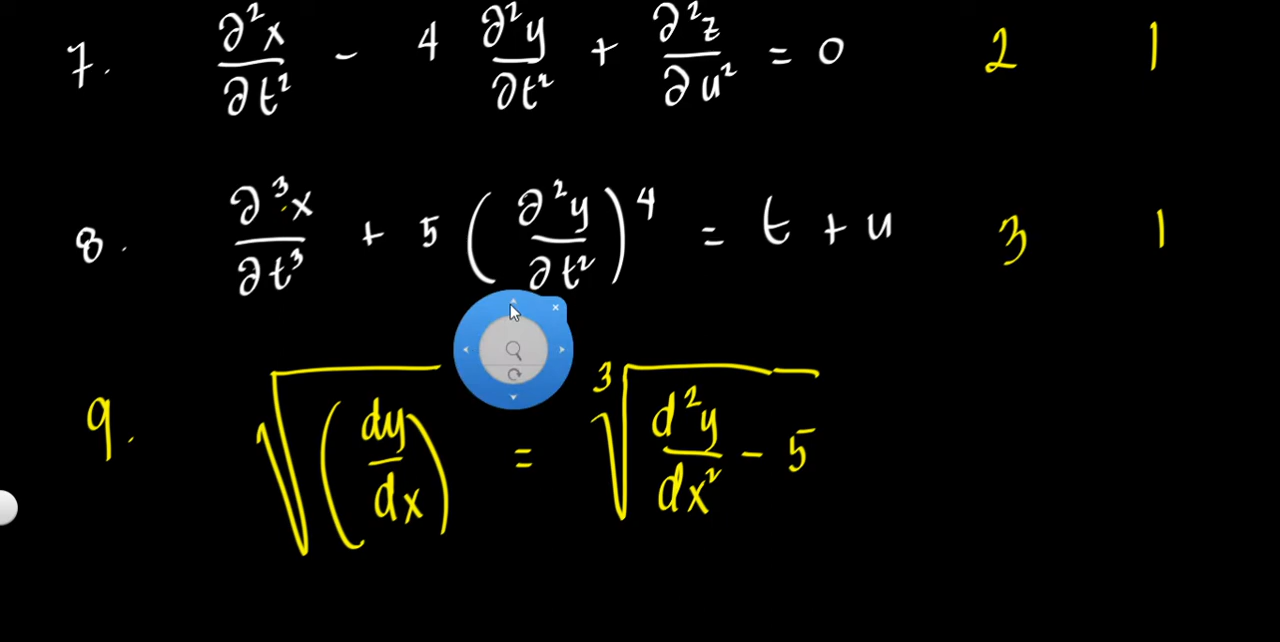 7. ∂²x/∂t² - 4 ∂²y/∂t² + ∂²z/∂u² = 0 2 1
8. ∂³x/∂t³ + 5 (∂²y/∂t²)⁴ = t + u 3 1
9. √(dy/dx) = ³√(d²y/dx² - 5)